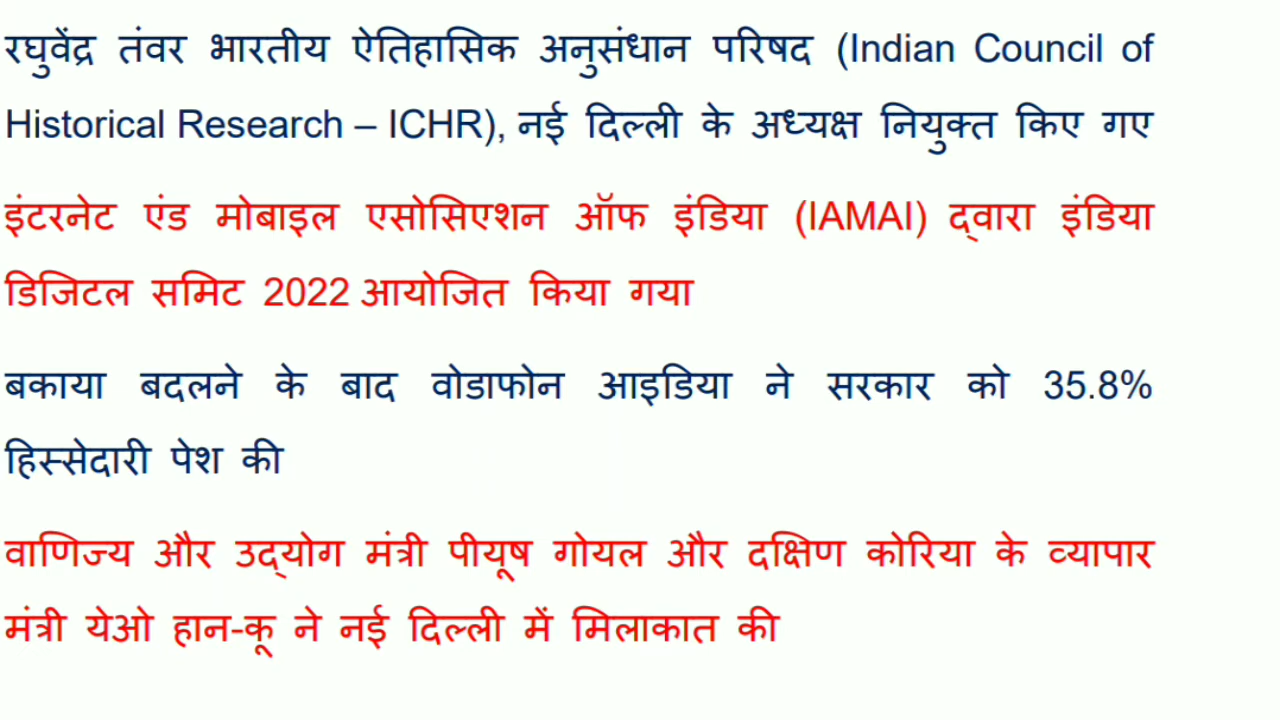 रघुवेंद्र तंवर भारतीय ऐतिहासिक अनुसंधान परिषद (Indian Council of
Historical Research – ICHR), नई दिल्ली के अध्यक्ष नियुक्त किए गए
इंटरनेट एंड मोबाइल एसोसिएशन ऑफ इंडिया (IAMAI) द्वारा इंडिया
डिजिटल समिट 2022 आयोजित किया गया
बकाया बदलने के बाद वोडाफोन आइडिया ने सरकार को 35.8%
हिस्सेदारी पेश की
वाणिज्य और उद्योग मंत्री पीयूष गोयल और दक्षिण कोरिया के व्यापार
मंत्री येओ हान-कू ने नई दिल्ली में मिलाकात की